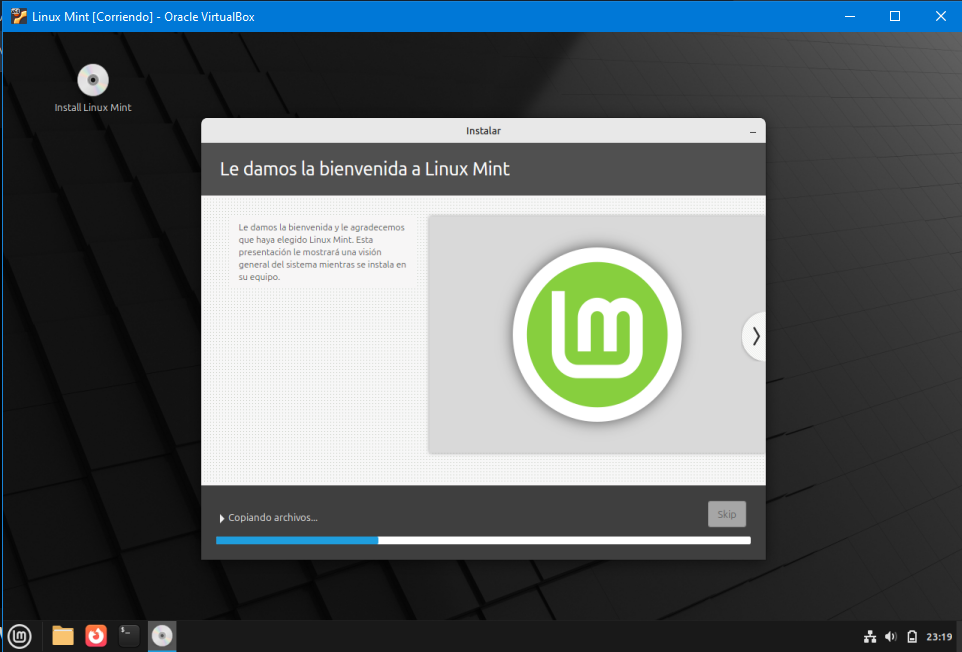 Linux Mint [Corriendo] - Oracle VirtualBox
Install Linux Mint
Instalar
Le damos la bienvenida a Linux Mint
Le damos la bienvenida y le agradecemos
que haya elegido Linux Mint. Esta
presentación le mostrará una visión
general del sistema mientras se instala en
su equipo.
Copiando archivos...
Skip
23:19